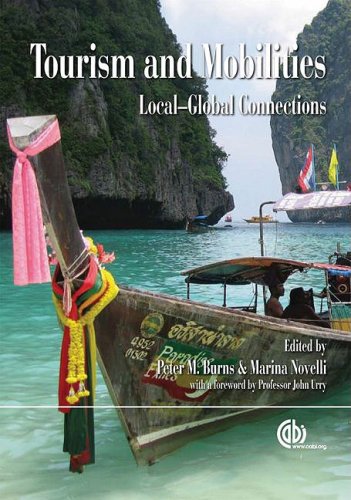 Tourism and Mobilities
Local–Global Connections
Edited by
Peter M. Burns & Marina Novelli
with a foreword by Professor John Urry
Paradise
cabi
www.cabi.org